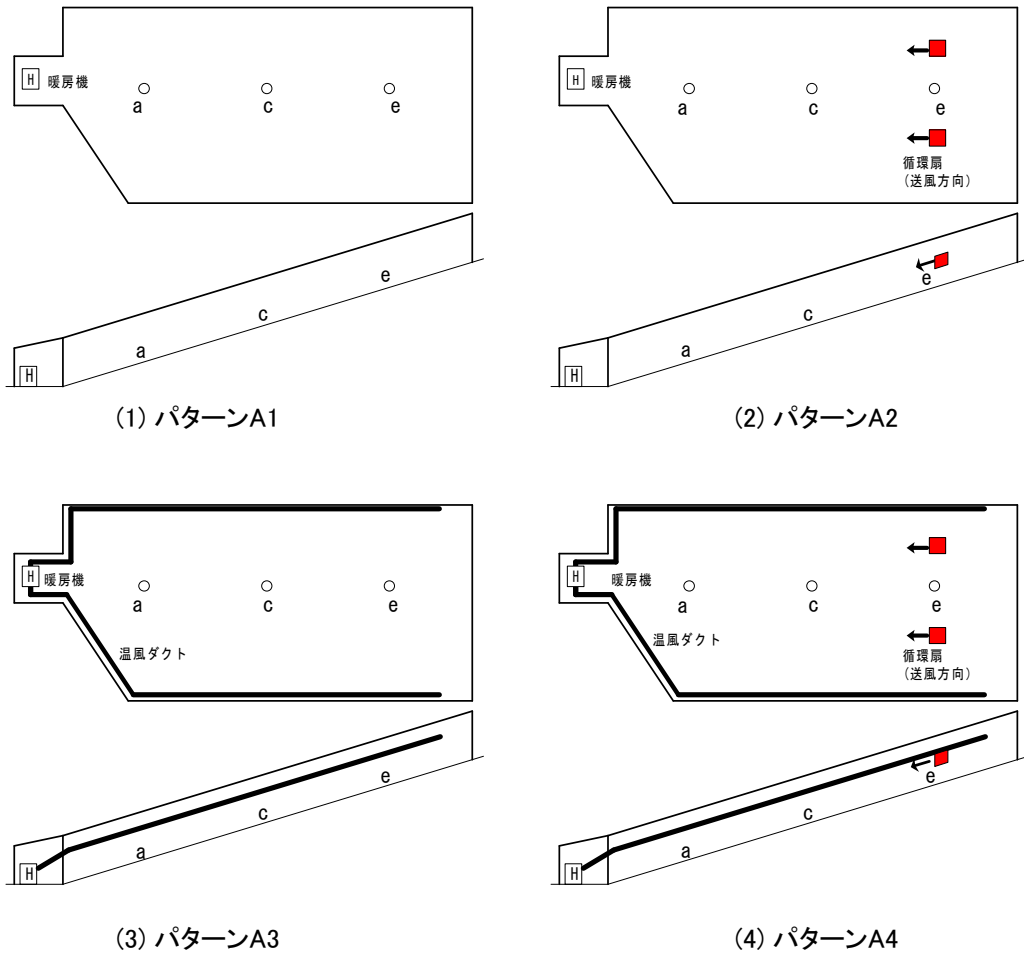 H 暖房機
a c e
a c e
H
(1) パターンA1
H 暖房機
a c e
循環扇
(送風方向)
a c e
H
(2) パターンA2
H 暖房機
a c e
温風ダクト
a c e
H
(3) パターンA3
H 暖房機
a c e
温風ダクト
循環扇
(送風方向)
a c e
H
(4) パターンA4